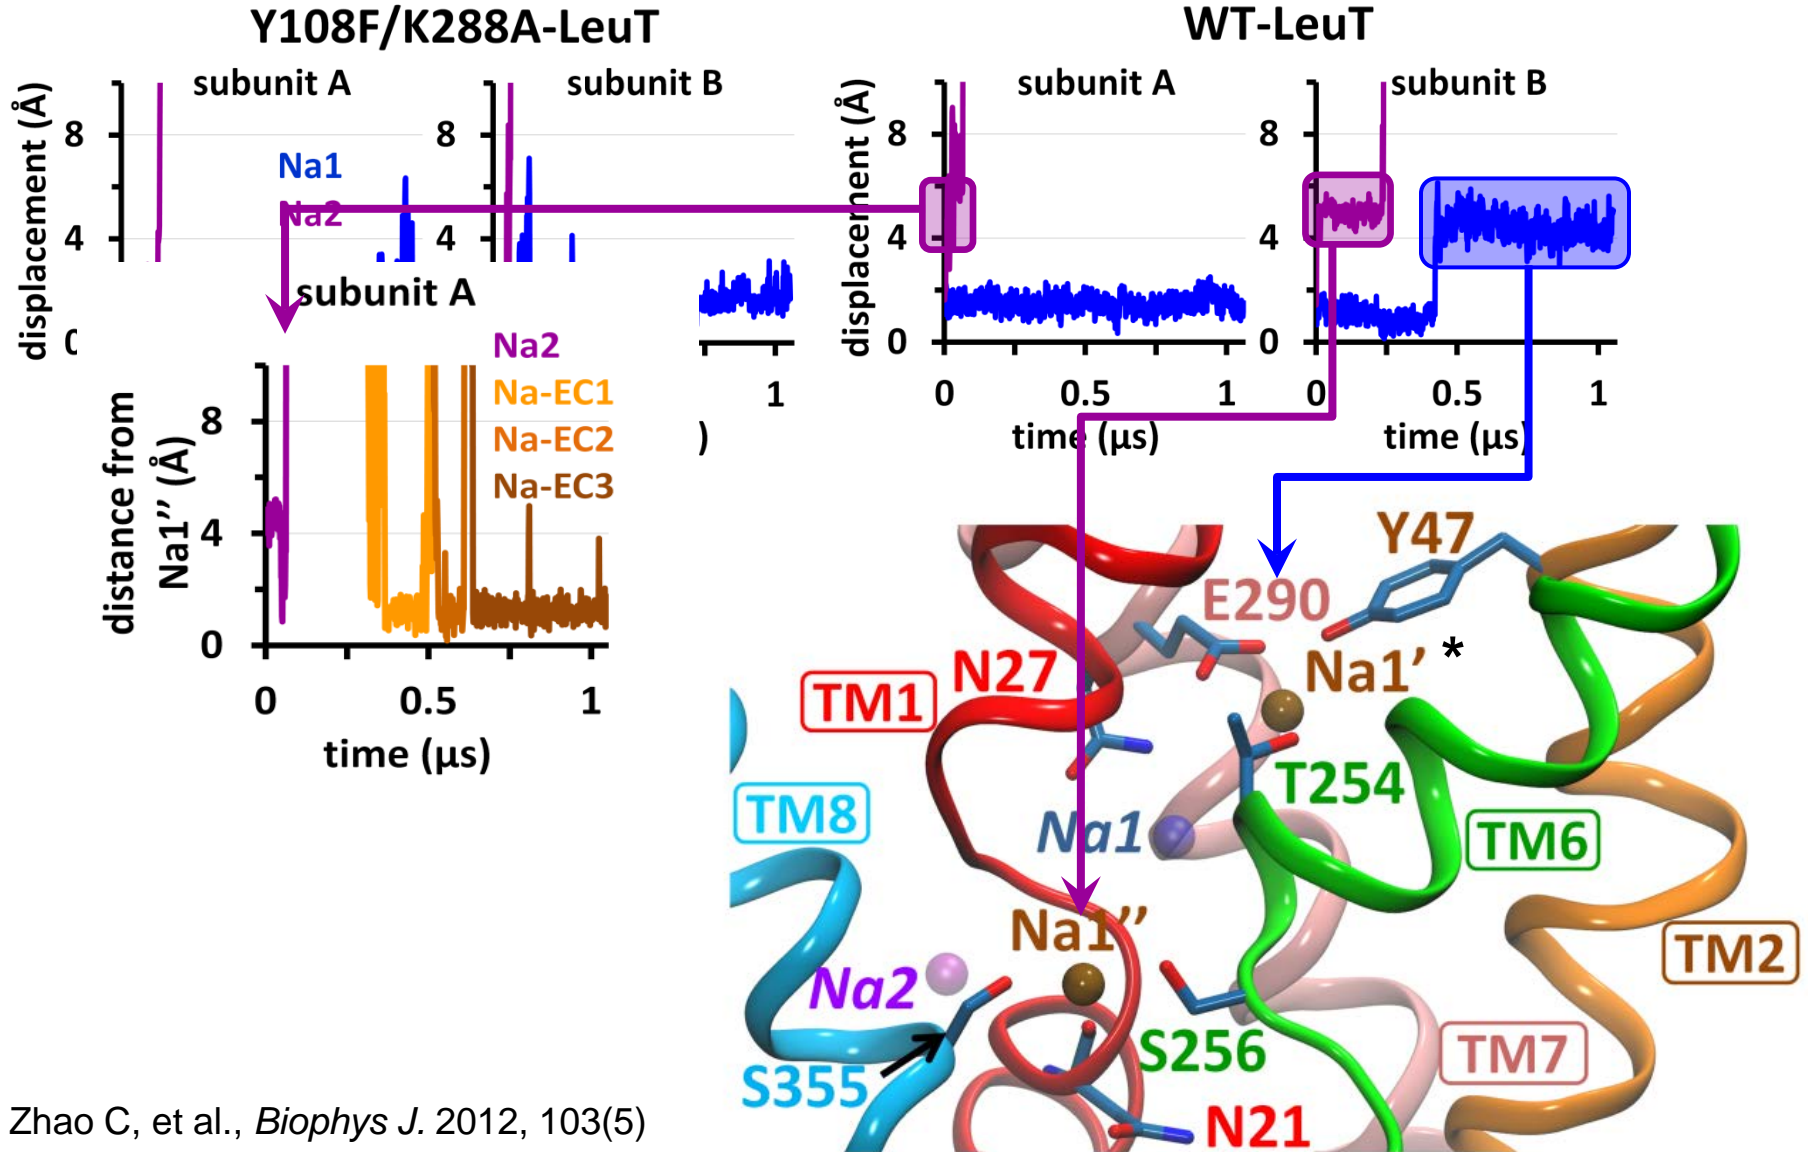 Y108F/K288A-LeuT
WT-LeuT
subunit A
subunit B
subunit A
subunit B
displacement (Å)
8
4
0
8
4
Na1
Na2
displacement (Å)
8
4
0
8
4
0
1
)
0 0.5 1
time (μs)
0 0.5 1
time (μs)
subunit A
Na2
Na-EC1
Na-EC2
Na-EC3
distance from
Na1’’ (Å)
8
4
0
0 0.5 1
time (μs)
Y47
E290
Na1’ *
N27
TM1
T254
TM8
Na1
TM6
Na1’’
TM2
Na2
S256
TM7
S355
N21
Zhao C, et al., Biophys J. 2012, 103(5)